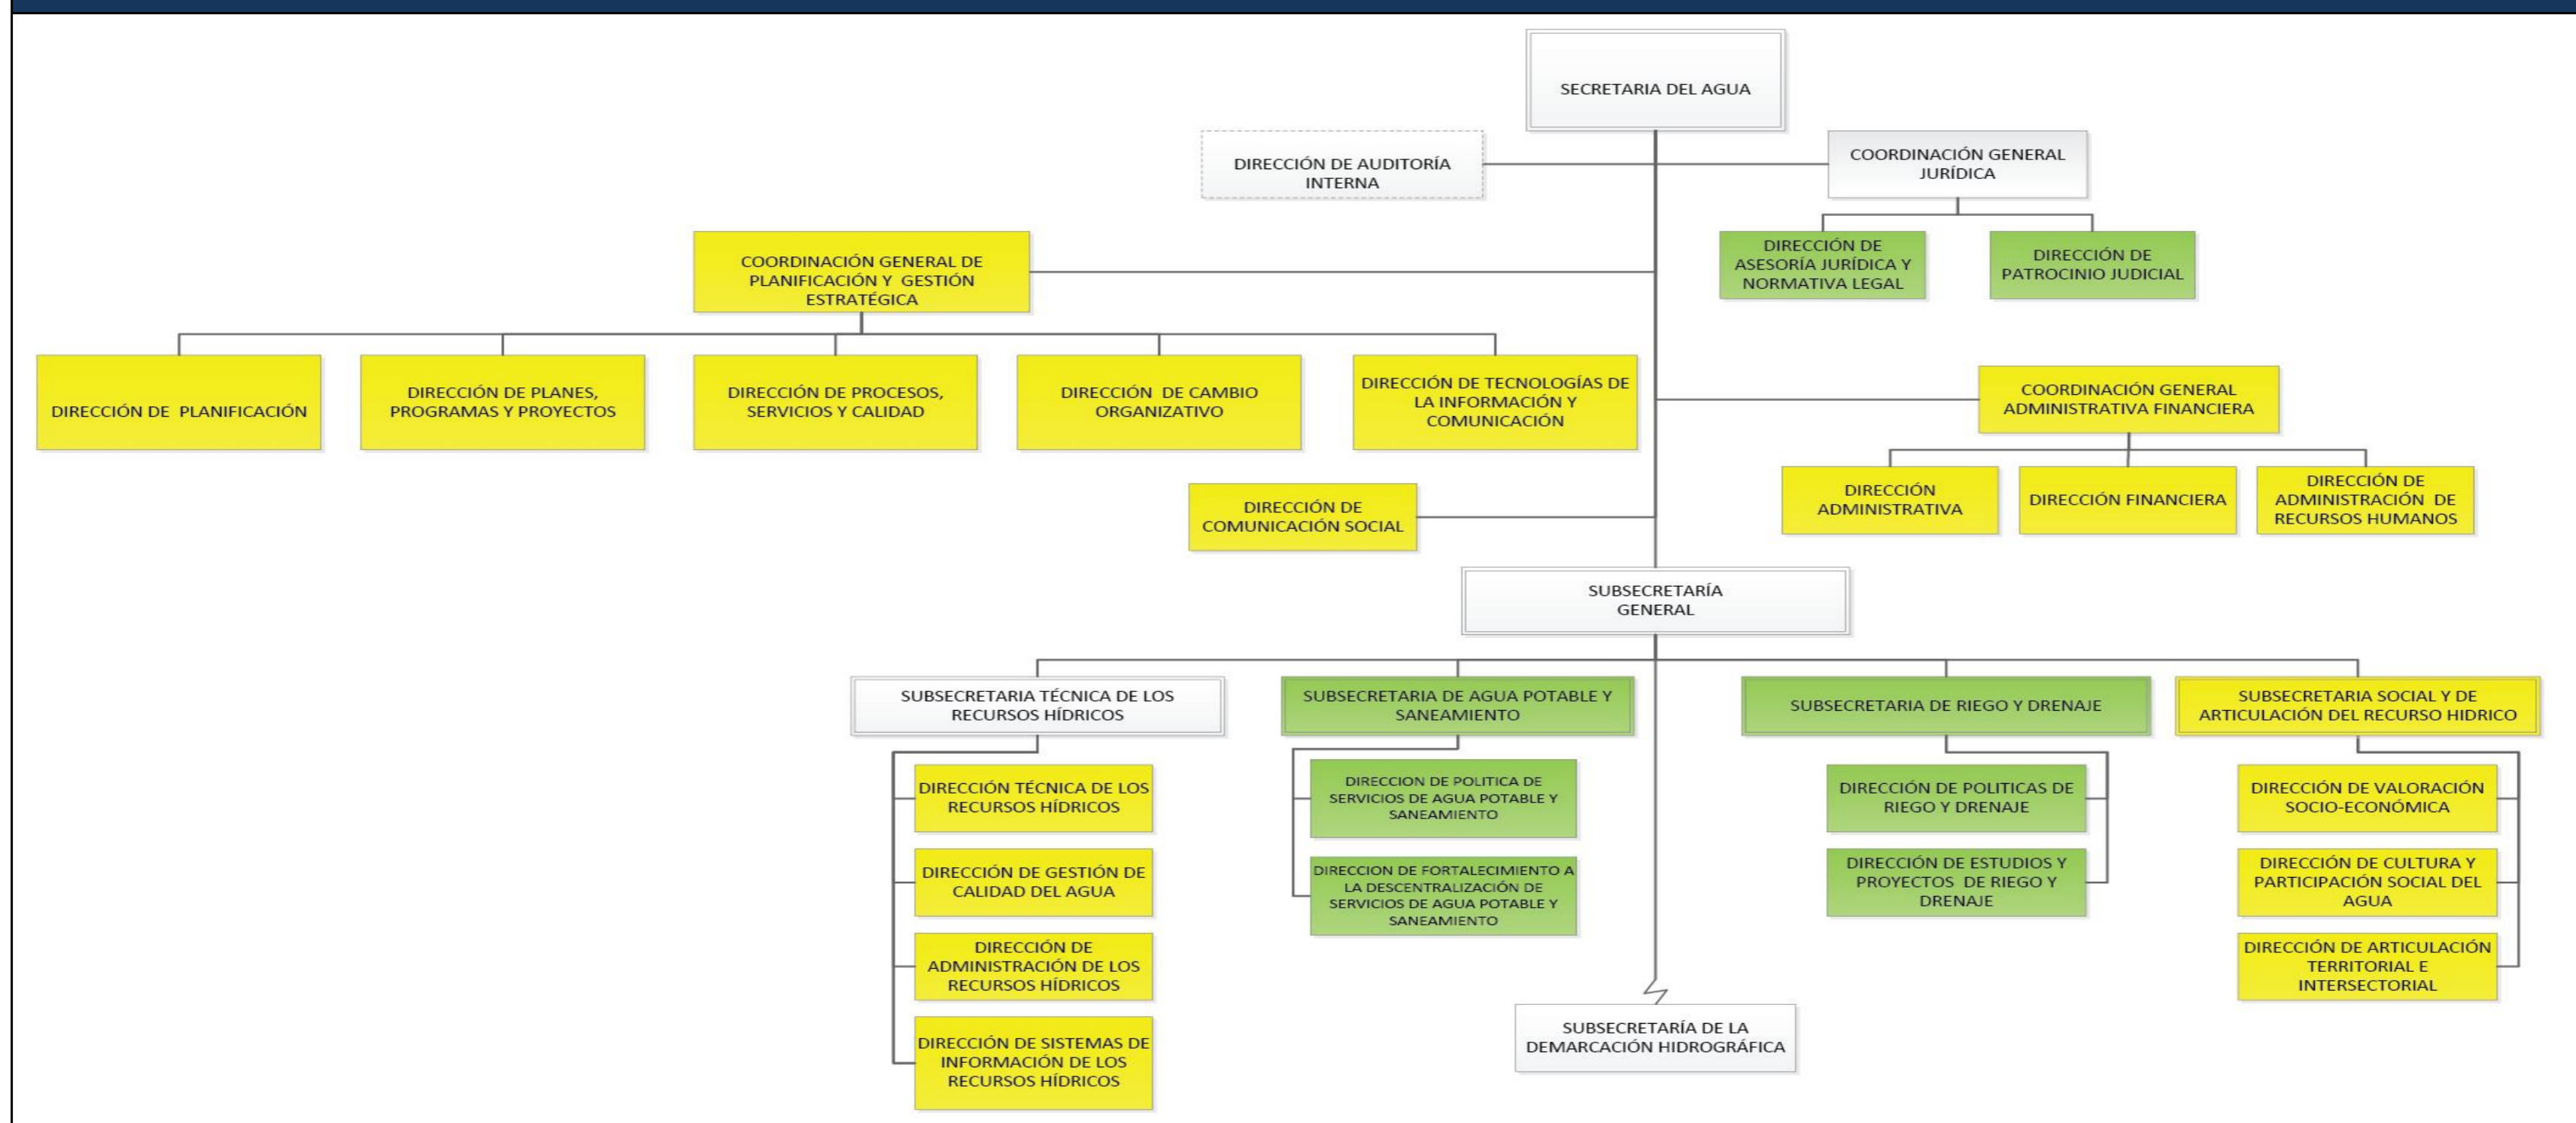 SECRETARIA DEL AGUA
DIRECCIÓN DE AUDITORÍA
INTERNA
COORDINACIÓN GENERAL
JURÍDICA
DIRECCIÓN DE
ASESORÍA JURÍDICA Y
NORMATIVA LEGAL
DIRECCIÓN DE
PATROCINIO JUDICIAL
COORDINACIÓN GENERAL DE
PLANIFICACIÓN Y GESTIÓN
ESTRATÉGICA
DIRECCIÓN DE PLANIFICACIÓN
DIRECCIÓN DE PLANES,
PROGRAMAS Y PROYECTOS
DIRECCIÓN DE PROCESOS,
SERVICIOS Y CALIDAD
DIRECCIÓN DE CAMBIO
ORGANIZATIVO
DIRECCIÓN DE TECNOLOGÍAS DE
LA INFORMACIÓN Y
COMUNICACIÓN
COORDINACIÓN GENERAL
ADMINISTRATIVA FINANCIERA
DIRECCIÓN
ADMINISTRATIVA
DIRECCIÓN FINANCIERA
DIRECCIÓN DE
ADMINISTRACIÓN DE
RECURSOS HUMANOS
DIRECCIÓN DE
COMUNICACIÓN SOCIAL
SUBSECRETARÍA
GENERAL
SUBSECRETARIA TÉCNICA DE LOS
RECURSOS HÍDRICOS
DIRECCIÓN TÉCNICA DE LOS
RECURSOS HÍDRICOS
DIRECCIÓN DE GESTIÓN DE
CALIDAD DEL AGUA
DIRECCIÓN DE
ADMINISTRACIÓN DE LOS
RECURSOS HÍDRICOS
DIRECCIÓN DE SISTEMAS DE
INFORMACIÓN DE LOS
RECURSOS HÍDRICOS
SUBSECRETARIA DE AGUA POTABLE Y
SANEAMIENTO
DIRECCION DE POLITICA DE
SERVICIOS DE AGUA POTABLE Y
SANEAMIENTO
DIRECCION DE FORTALECIMIENTO A
LA DESCENTRALIZACIÓN DE
SERVICIOS DE AGUA POTABLE Y
SANEAMIENTO
SUBSECRETARIA DE RIEGO Y DRENAJE
DIRECCIÓN DE POLITICAS DE
RIEGO Y DRENAJE
DIRECCIÓN DE ESTUDIOS Y
PROYECTOS DE RIEGO Y
DRENAJE
SUBSECRETARIA SOCIAL Y DE
ARTICULACIÓN DEL RECURSO HIDRICO
DIRECCIÓN DE VALORACIÓN
SOCIO-ECONÓMICA
DIRECCIÓN DE CULTURA Y
PARTICIPACIÓN SOCIAL DEL
AGUA
DIRECCIÓN DE ARTICULACIÓN
TERRITORIAL E
INTERSECTORIAL
SUBSECRETARÍA DE LA
DEMARCACIÓN HIDROGRÁFICA